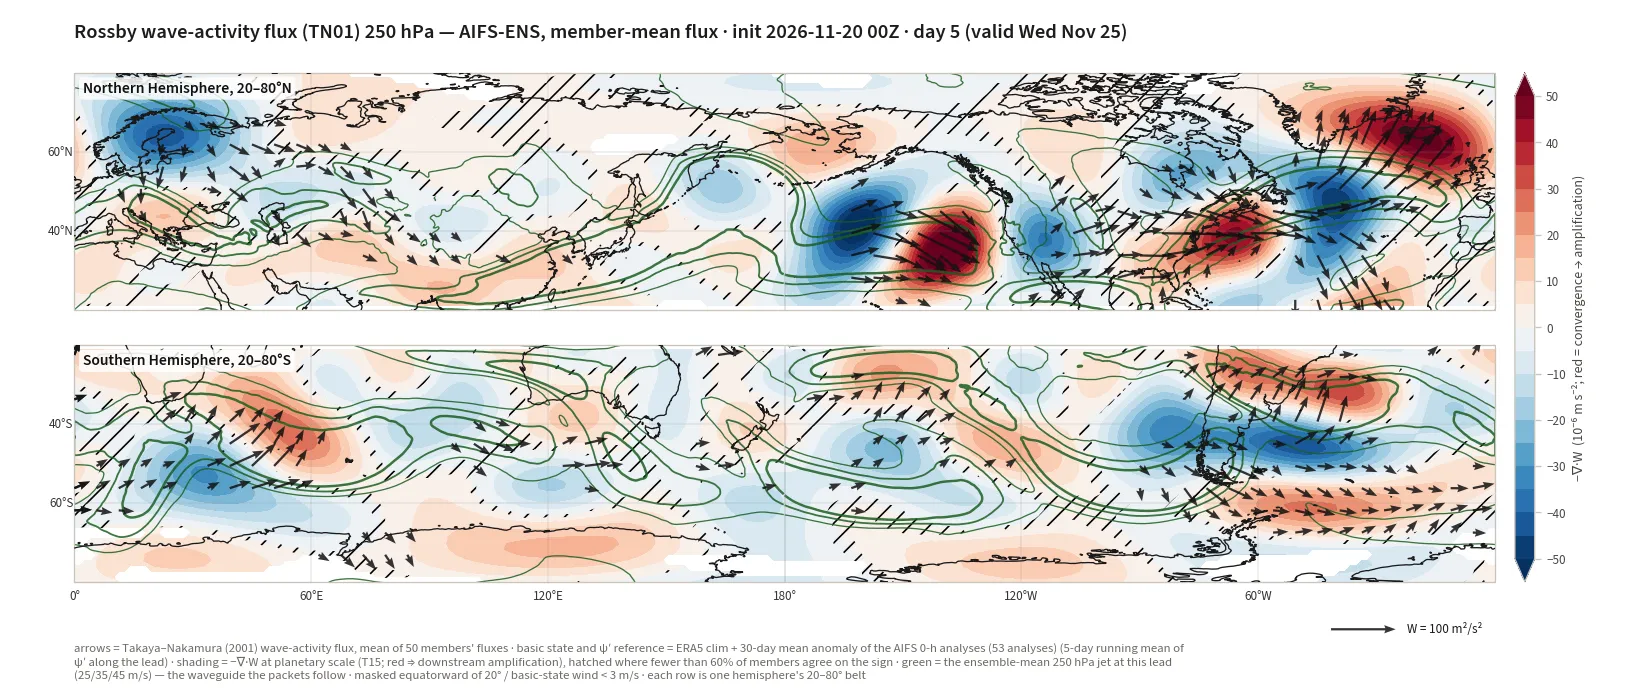 Rossby wave-activity flux (TN01) 250 hPa — AIFS-ENS, member-mean flux · init 2026-11-20 00Z · day 5 (valid Wed Nov 25)
Northern Hemisphere, 20–80°N
60°N
40°N
Southern Hemisphere, 20–80°S
40°S
60°S
0°
60°E
120°E
180°
120°W
60°W
50
40
30
20
10
0
−10
−20
−30
−40
−50
−∇·W (10⁻⁶ m s⁻²; red = convergence → amplification)
W = 100 m²/s²
arrows = Takaya–Nakamura (2001) wave-activity flux, mean of 50 members' fluxes · basic state and ψ' reference = ERA5 clim + 30-day mean anomaly of the AIFS 0-h analyses (53 analyses) (5-day running mean of
ψ' along the lead) · shading = −∇·W at planetary scale (T15; red ⇒ downstream amplification), hatched where fewer than 60% of members agree on the sign · green = the ensemble-mean 250 hPa jet at this lead
(25/35/45 m/s) — the waveguide the packets follow · masked equatorward of 20° / basic-state wind < 3 m/s · each row is one hemisphere's 20–80° belt